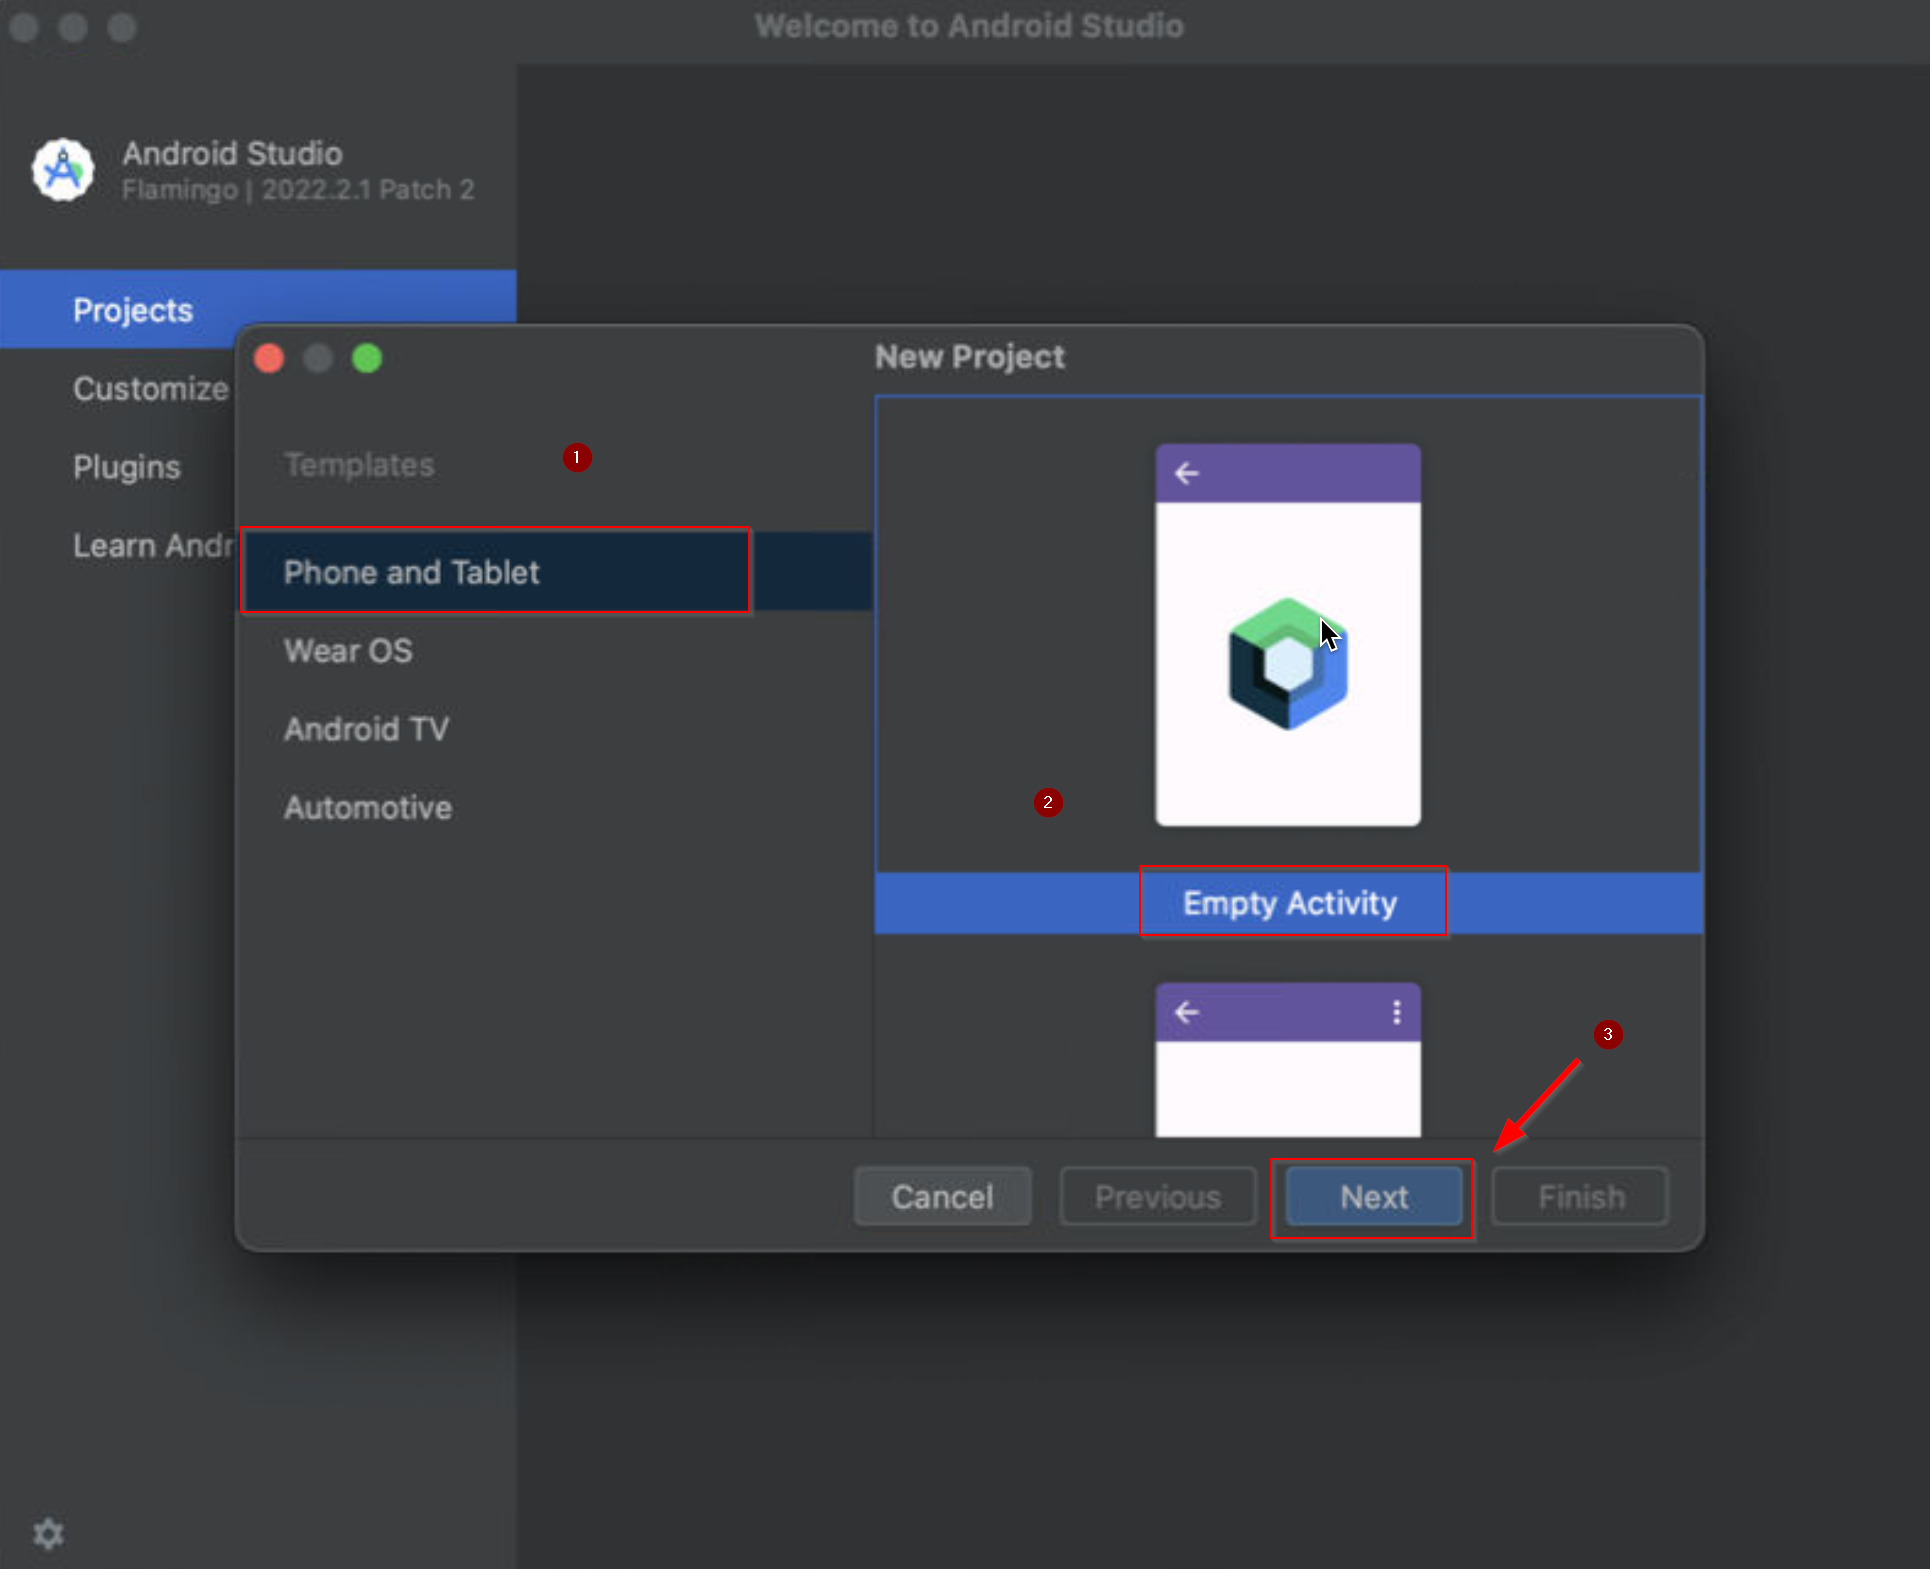 Welcome to Android Studio
Android Studio
Flamingo | 2022.2.1 Patch 2
Projects
Customize
Plugins
Learn Andr
New Project
Templates
1
Phone and Tablet
Wear OS
Android TV
Automotive
2
Empty Activity
3
Cancel
Previous
Next
Finish